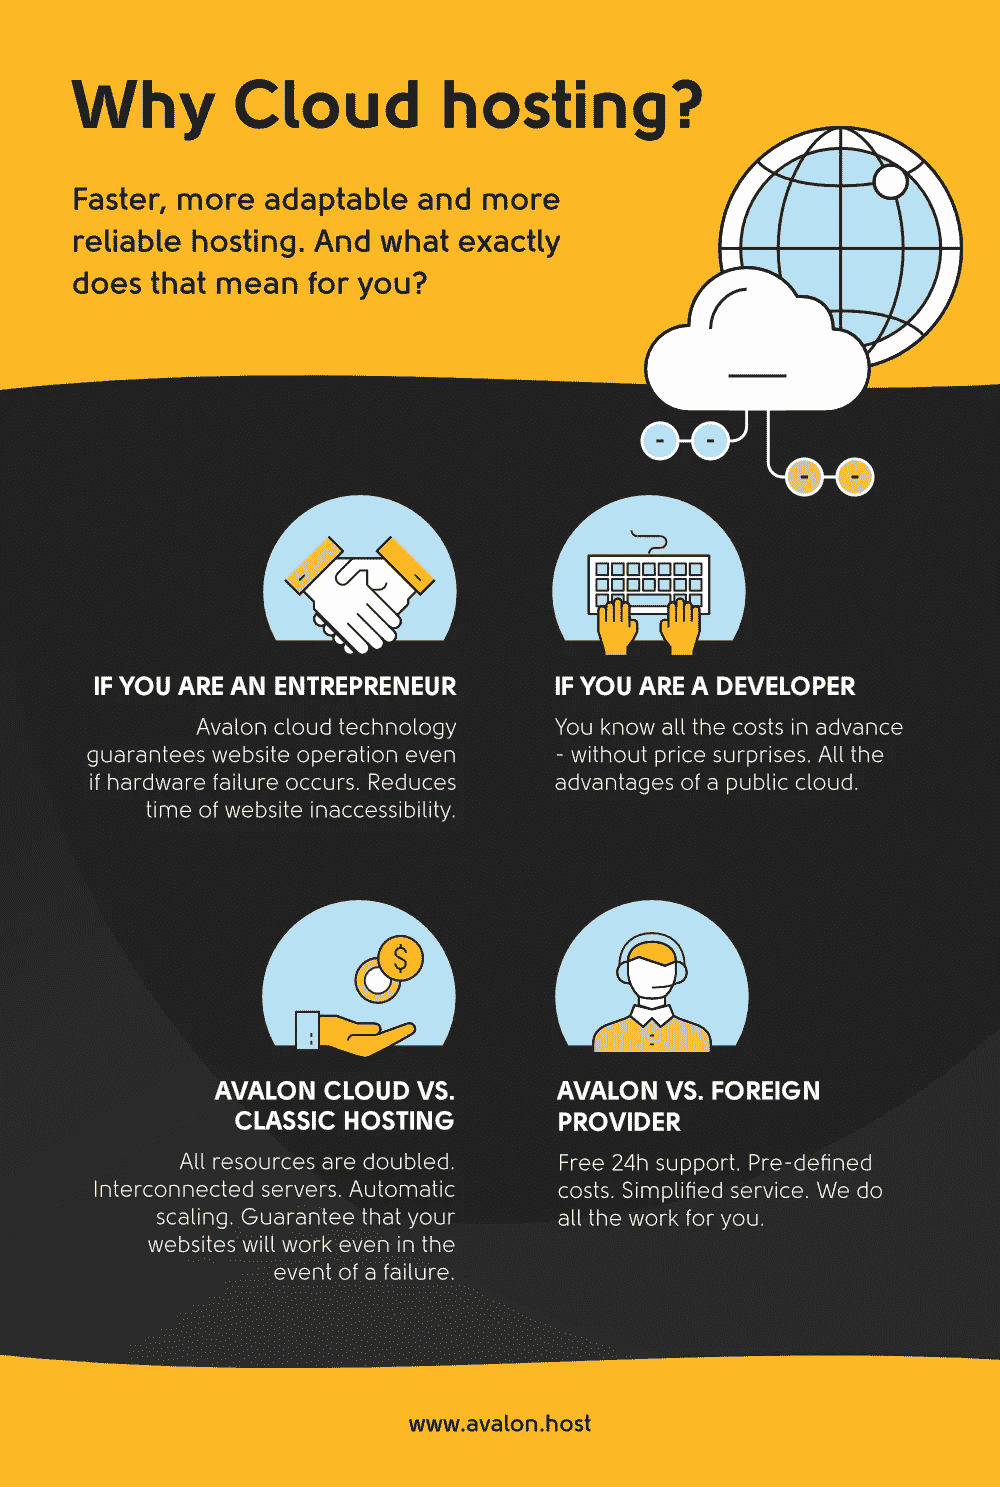 Why Cloud hosting?
Faster, more adaptable and more
reliable hosting. And what exactly
does that mean for you?
IF YOU ARE AN ENTREPRENEUR
Avalon cloud technology
guarantees website operation even
if hardware failure occurs. Reduces
time of website inaccessibility.
IF YOU ARE A DEVELOPER
You know all the costs in advance
- without price surprises. All the
advantages of a public cloud.
$
AVALON CLOUD VS.
CLASSIC HOSTING
All resources are doubled.
Interconnected servers. Automatic
scaling. Guarantee that your
websites will work even in the
event of a failure.
AVALON VS. FOREIGN
PROVIDER
Free 24h support. Pre-defined
costs. Simplified service. We do
all the work for you.
www.avalon.host